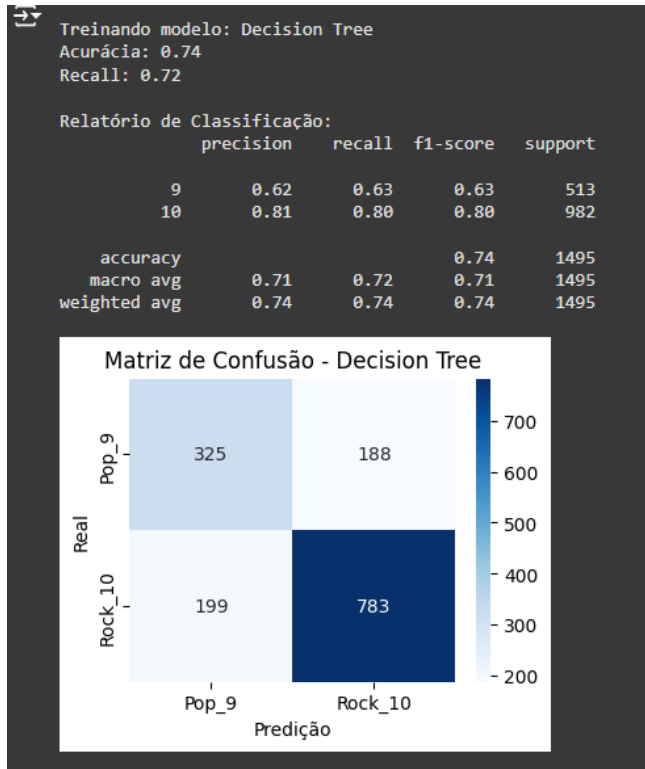 Treinando modelo: Decision Tree
Acurácia: 0.74
Recall: 0.72
Relatório de Classificação:
precision recall f1-score support
9 0.62 0.63 0.63 513
10 0.81 0.80 0.80 982
accuracy 0.74 1495
macro avg 0.71 0.72 0.71 1495
weighted avg 0.74 0.74 0.74 1495
Matriz de Confusão - Decision Tree
Real
Pop_9
325 188
Rock_10
199 783
Pop_9 Rock_10
Predição
700
600
500
400
300
200